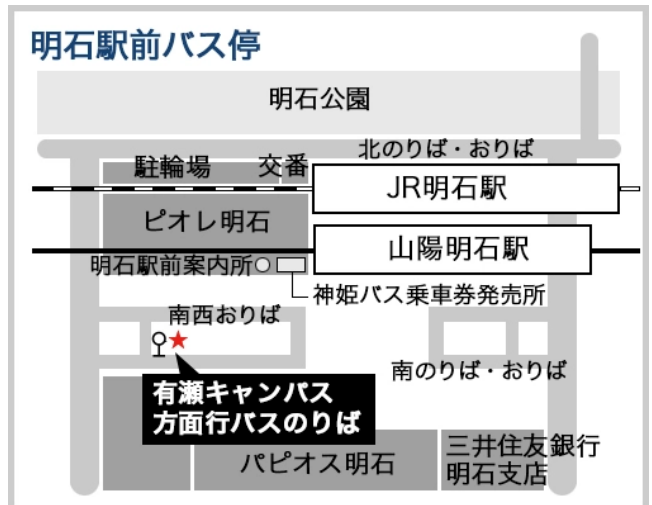 明石駅前バス停
明石公園
北のりば・おりば
駐輪場
交番
JR明石駅
ピオレ明石
山陽明石駅
明石駅前案内所
神姫バス乗車券発売所
南西おりば
南のりば・おりば
有瀬キャンパス
方面行バスのりば
パピオス明石
三井住友銀行
明石支店